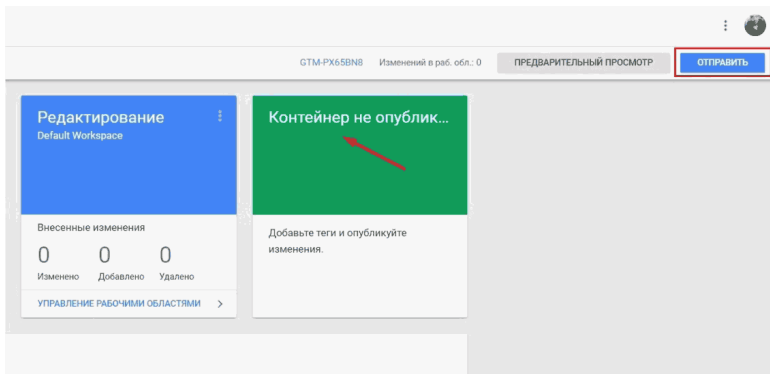 GTM-PX65BN8 Изменений в раб. обл.: 0 ПРЕДВАРИТЕЛЬНЫЙ ПРОСМОТР ОТПРАВИТЬ
Редактирование
Default Workspace
Контейнер не опублик...
Внесенные изменения
0 0 0
Изменено Добавлено Удалено
УПРАВЛЕНИЕ РАБОЧИМИ ОБЛАСТЯМИ
Добавьте теги и опубликуйте
изменения.